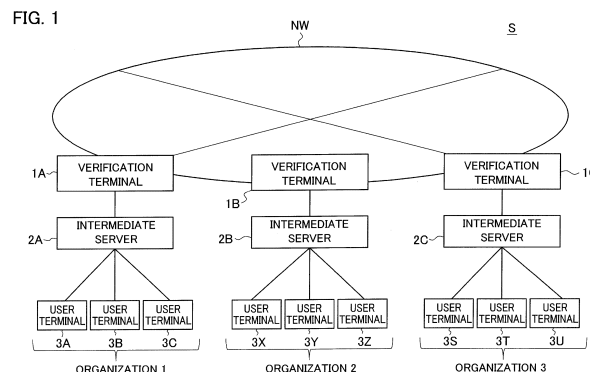 FIG. 1
NW
S
1A VERIFICATION TERMINAL
1B VERIFICATION TERMINAL
VERIFICATION TERMINAL
2A INTERMEDIATE SERVER
2B INTERMEDIATE SERVER
2C INTERMEDIATE SERVER
USER TERMINAL USER TERMINAL USER TERMINAL
USER TERMINAL USER TERMINAL USER TERMINAL
USER TERMINAL USER TERMINAL USER TERMINAL
3A 3B 3C
3X 3Y 3Z
3S 3T 3U
ORGANIZATION 1
ORGANIZATION 2
ORGANIZATION 3